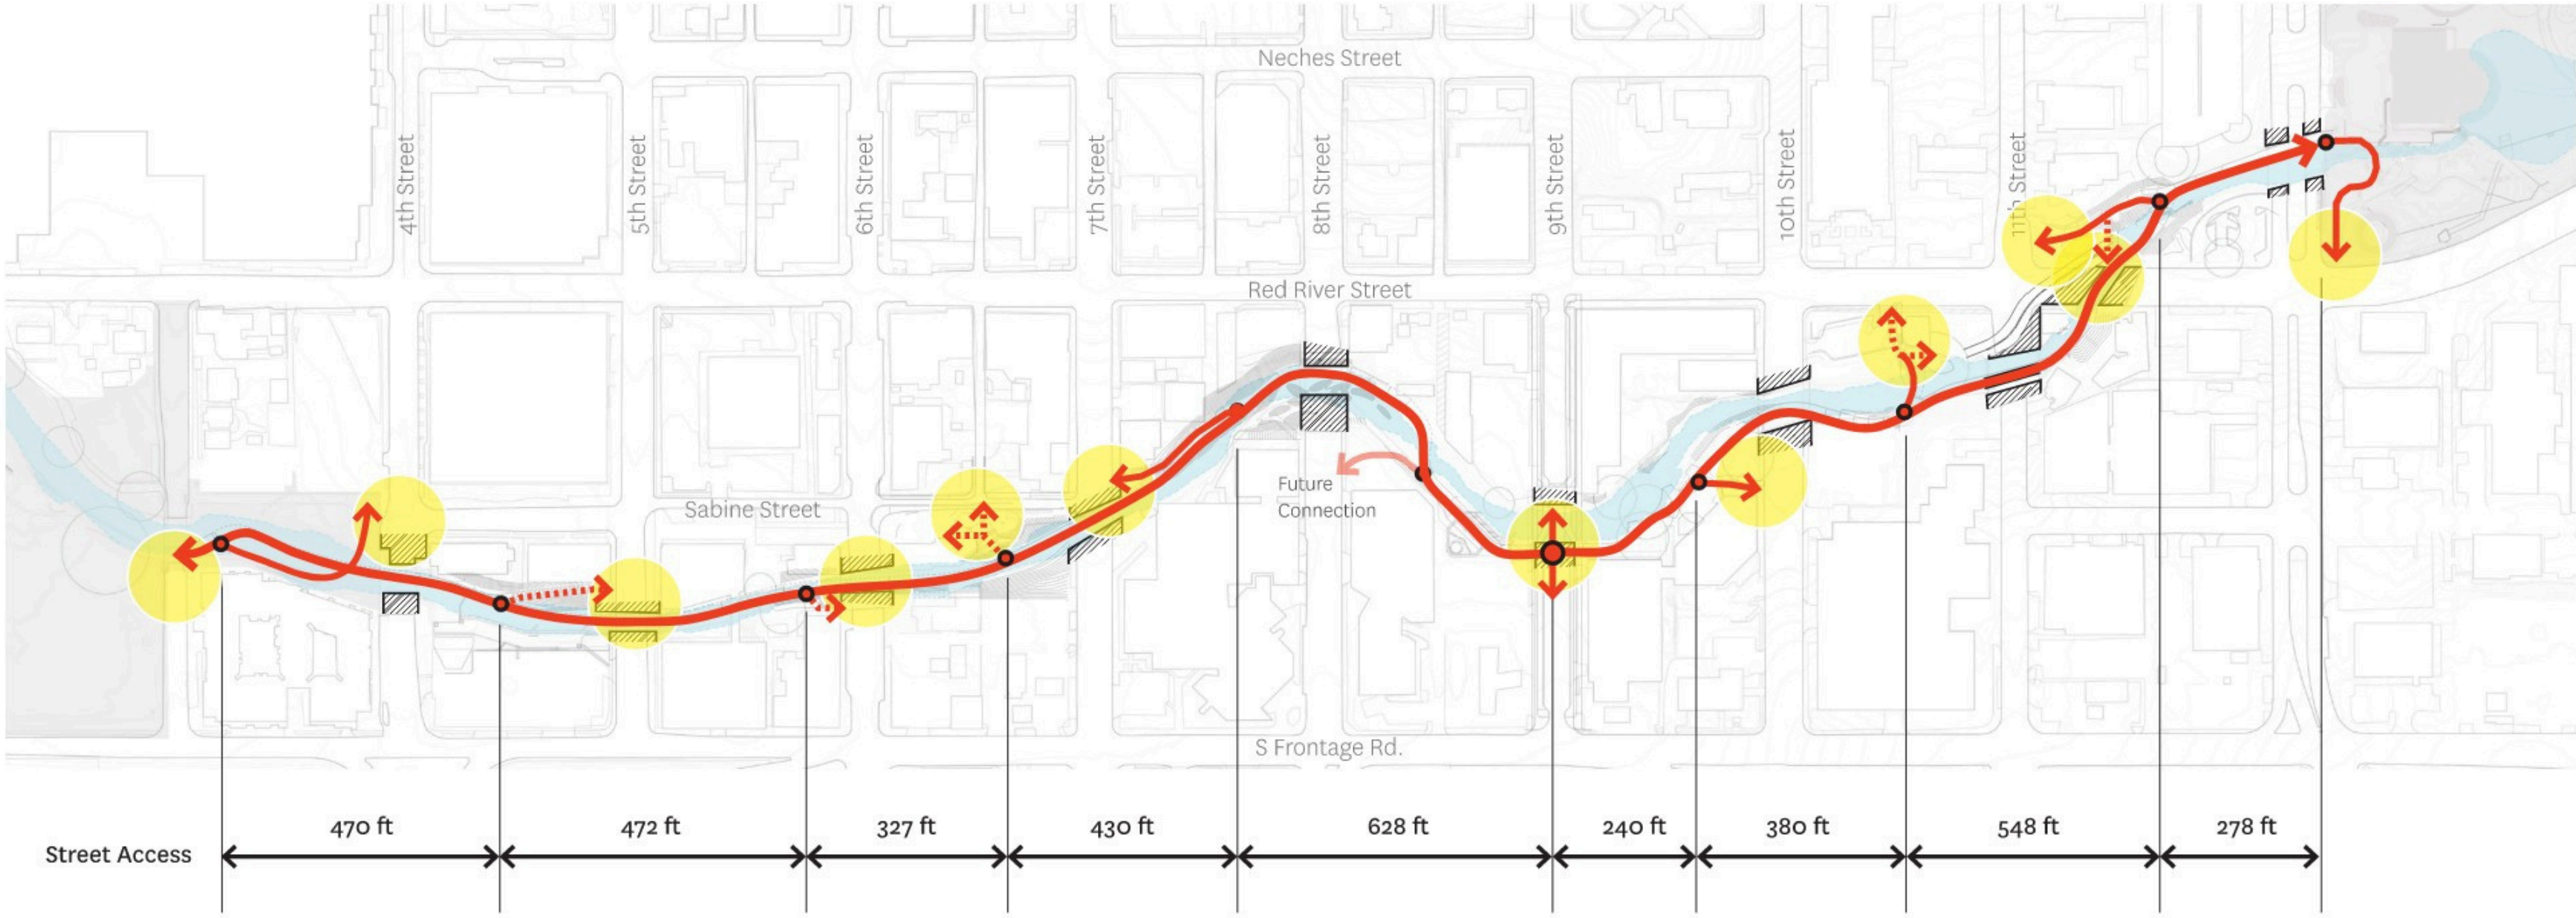 Neches Street
4th Street
5th Street
6th Street
7th Street
8th Street
9th Street
10th Street
11th Street
Red River Street
Sabine Street
Future
Connection
S Frontage Rd.
470 ft
472 ft
327 ft
430 ft
628 ft
240 ft
380 ft
548 ft
278 ft
Street Access